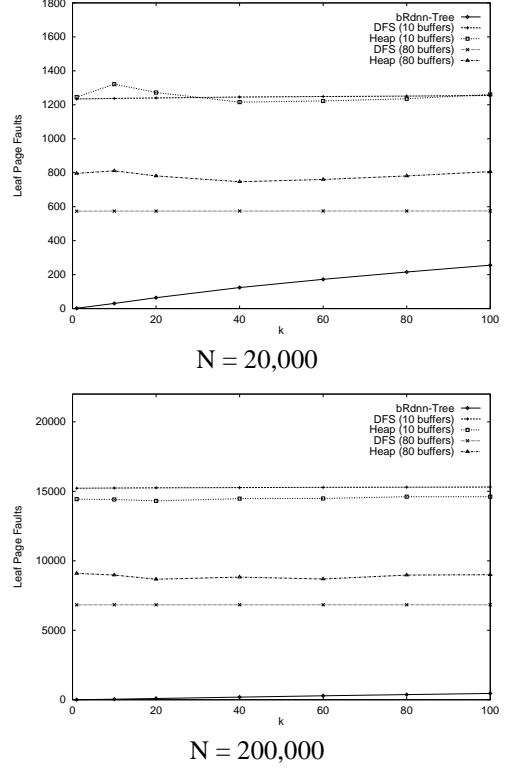 1800
1600
1400
1200
1000
800
600
400
200
0
Leaf Page Faults
bRdnn-Tree
DFS (10 buffers)
Heap (10 buffers)
DFS (80 buffers)
Heap (80 buffers)
0 20 40 60 80 100
k
N = 20,000
20000
15000
10000
5000
0
Leaf Page Faults
bRdnn-Tree
DFS (10 buffers)
Heap (10 buffers)
DFS (80 buffers)
Heap (80 buffers)
0 20 40 60 80 100
k
N = 200,000